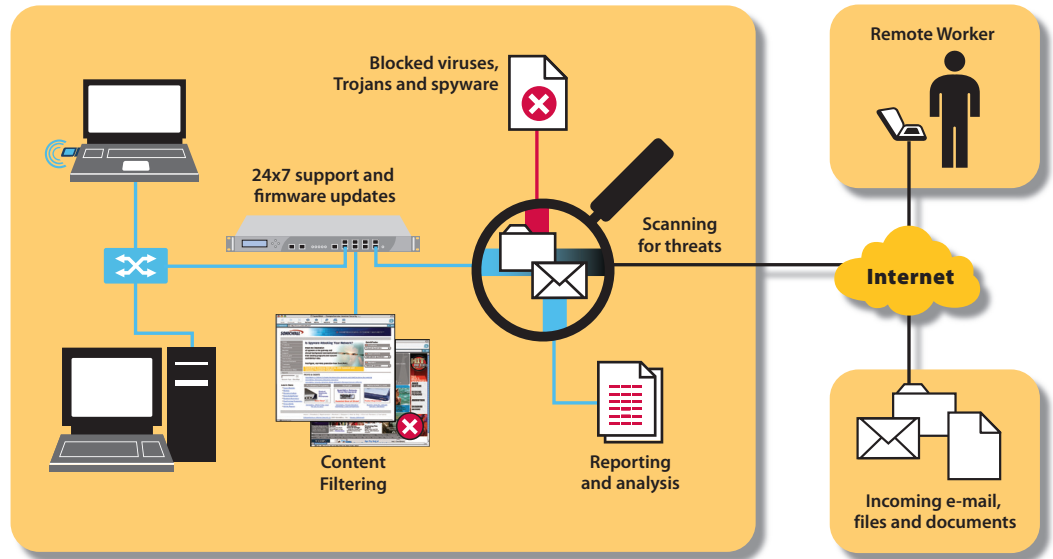 Blocked viruses,
Trojans and spyware
24x7 support and
firmware updates
Scanning
for threats
Content
Filtering
Reporting
and analysis
Remote Worker
Internet
Incoming e-mail,
files and documents
SONICWALL